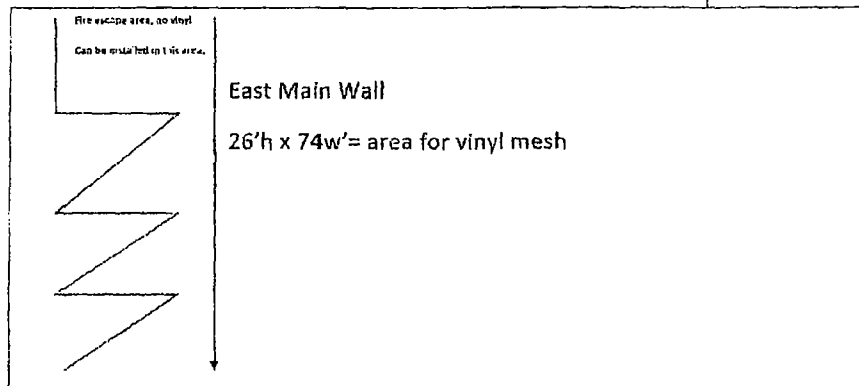 Fire escape area, no vinyl
Can be installed in this area.
East Main Wall
26'h x 74w'= area for vinyl mesh